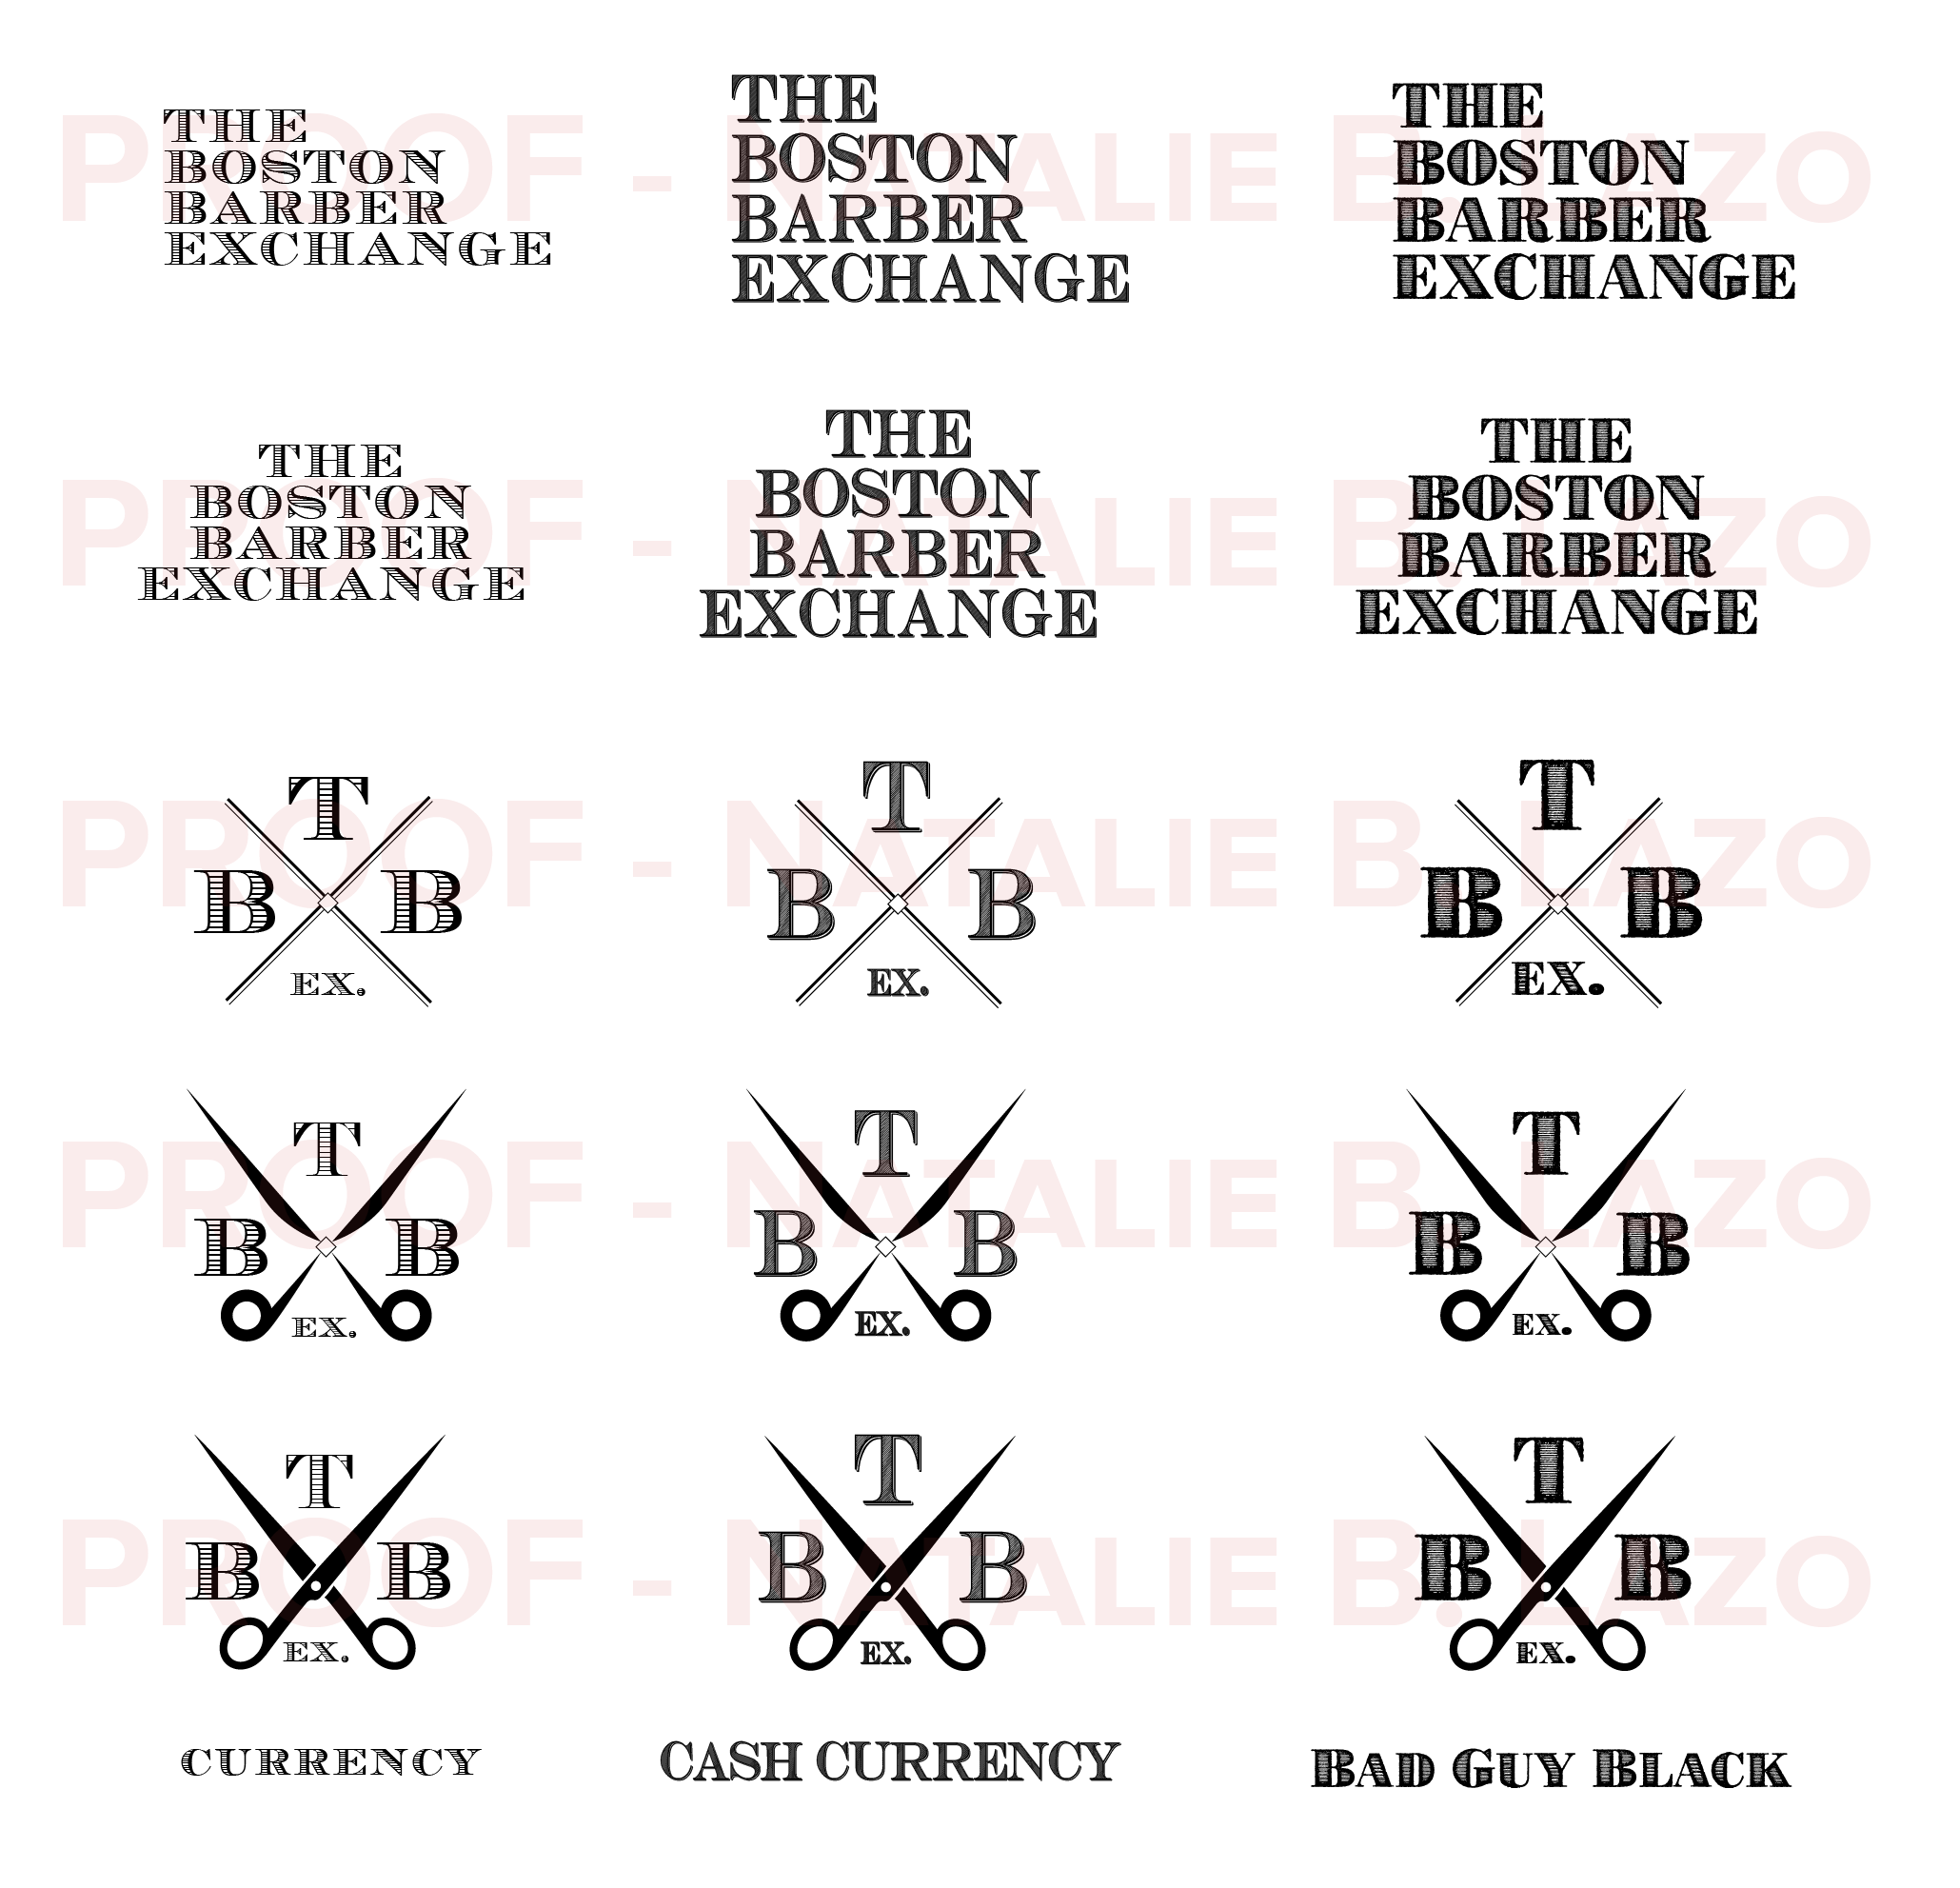 THE
BOSTON
BARBER
EXCHANGE
THE
BOSTON
BARBER
EXCHANGE
THE
BOSTON
BARBER
EXCHANGE
PROOF - NATALIE B. LAZO
THE
BOSTON
BARBER
EXCHANGE
THE
BOSTON
BARBER
EXCHANGE
THE
BOSTON
BARBER
EXCHANGE
PROOF - NATALIE B. LAZO
T
B B
EX.
T
B B
EX.
T
B B
EX.
PROOF - NATALIE B. LAZO
T
B B
EX.
T
B B
EX.
T
B B
EX.
PROOF - NATALIE B. LAZO
T
B B
EX.
T
B B
EX.
T
B B
EX.
PROOF - NATALIE B. LAZO
CURRENCY
CASH CURRENCY
BAD GUY BLACK